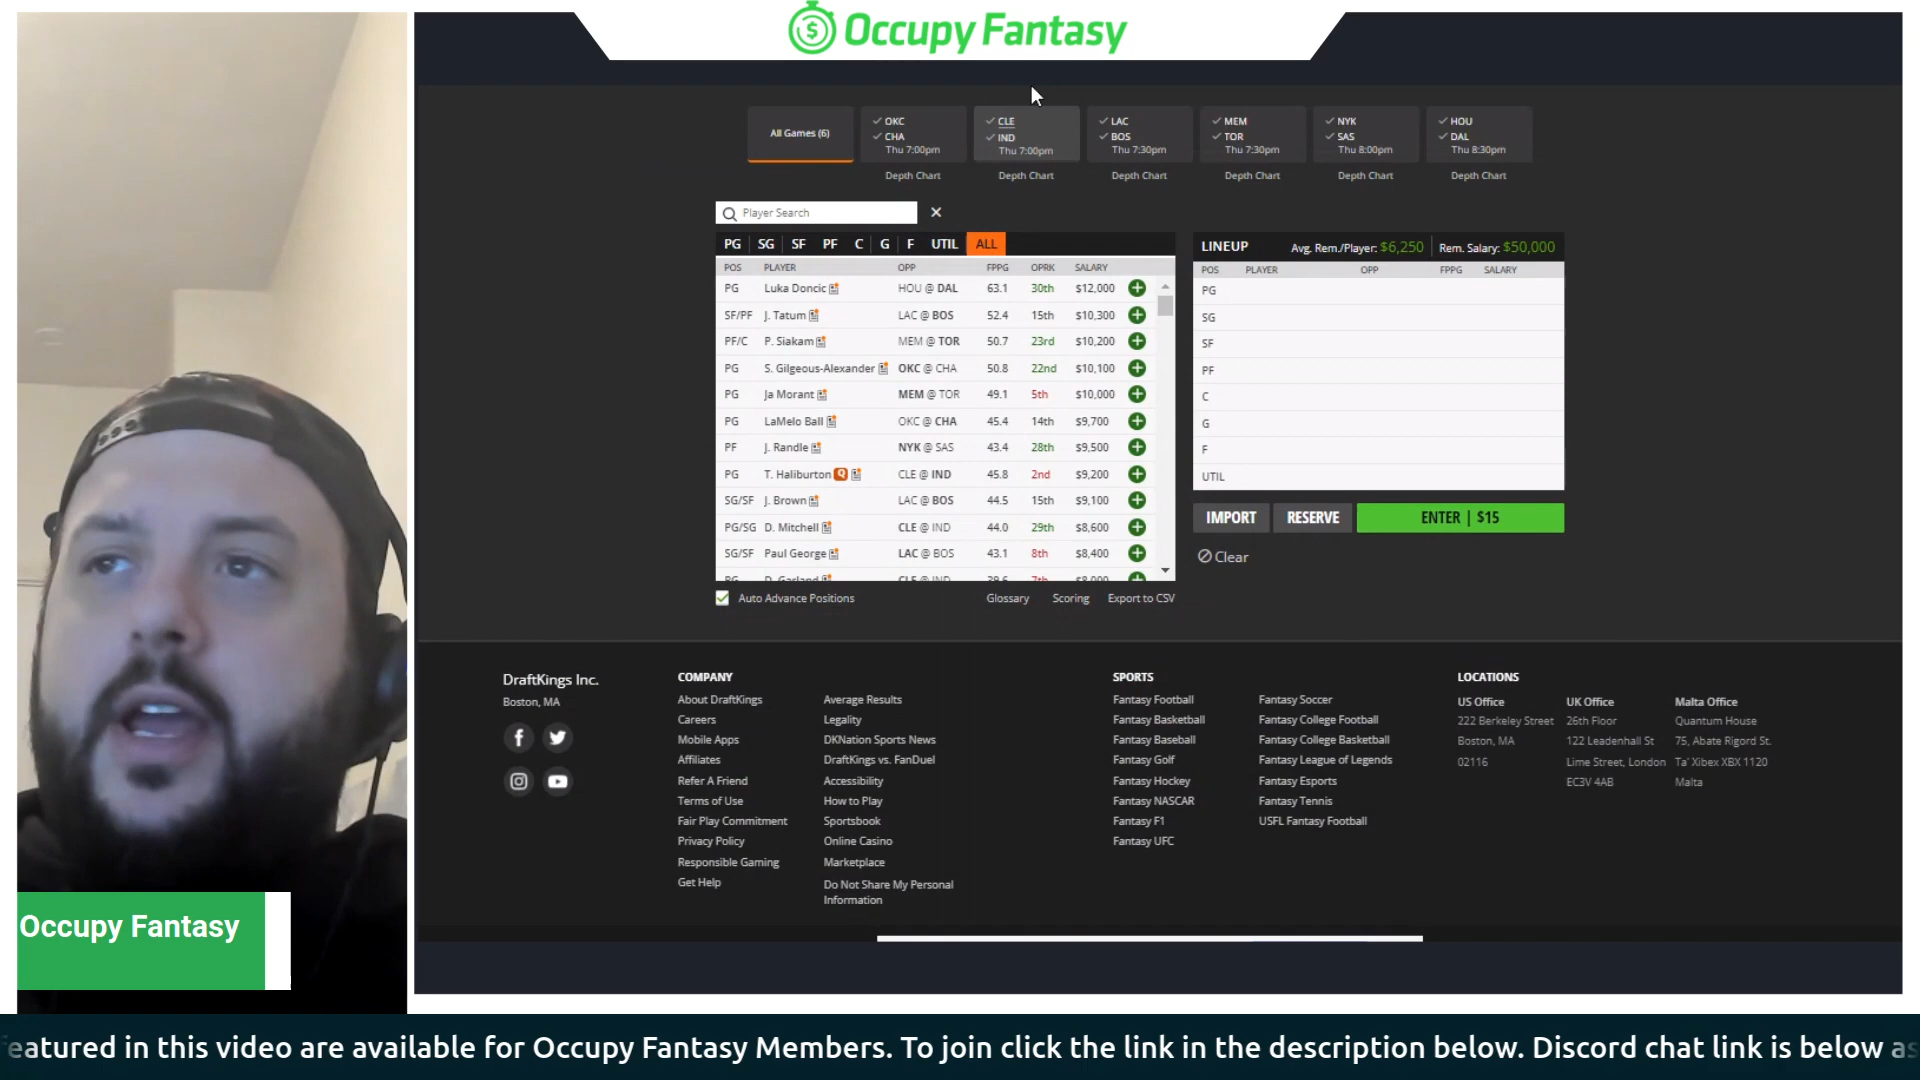 Occupy Fantasy
All Games (6)
OKC
CHA
Thu 7:00pm
Depth Chart
CLE
IND
Thu 7:00pm
Depth Chart
LAC
BOS
Thu 7:30pm
Depth Chart
MEM
TOR
Thu 7:30pm
Depth Chart
NYK
SAS
Thu 8:00pm
Depth Chart
HOU
DAL
Thu 8:30pm
Depth Chart
Player Search
PG SG SF PF C G F UTIL ALL
POS PLAYER OPP FPPG OPRK SALARY
PG Luka Doncic HOU @ DAL 63.1 30th $12,000
SF/PF J. Tatum LAC @ BOS 52.4 15th $10,300
PF/C P. Siakam MEM @ TOR 50.7 23rd $10,200
PG S. Gilgeous-Alexander OKC @ CHA 50.8 22nd $10,100
PG Ja Morant MEM @ TOR 49.1 5th $10,000
PG LaMelo Ball OKC @ CHA 45.4 14th $9,700
PF J. Randle NYK @ SAS 43.4 28th $9,500
PG T. Haliburton Q CLE @ IND 45.8 2nd $9,200
SG/SF J. Brown LAC @ BOS 44.5 15th $9,100
PG/SG D. Mitchell CLE @ IND 44.0 29th $8,600
SG/SF Paul George LAC @ BOS 43.1 8th $8,400
PG D. Garland CLE @ IND 39.6 7th $8,000
Auto Advance Positions
Glossary Scoring Export to CSV
LINEUP Avg. Rem./Player: $6,250 Rem. Salary: $50,000
POS PLAYER OPP FPPG SALARY
PG
SG
SF
PF
C
G
F
UTIL
IMPORT RESERVE ENTER | $15
Clear
DraftKings Inc.
Boston, MA
COMPANY
About DraftKings
Careers
Mobile Apps
Affiliates
Refer A Friend
Terms of Use
Fair Play Commitment
Privacy Policy
Responsible Gaming
Get Help
Average Results
Legality
DKNation Sports News
DraftKings vs. FanDuel
Accessibility
How to Play
Sportsbook
Online Casino
Marketplace
Do Not Share My Personal
Information
SPORTS
Fantasy Football
Fantasy Basketball
Fantasy Baseball
Fantasy Golf
Fantasy Hockey
Fantasy NASCAR
Fantasy F1
Fantasy UFC
Fantasy Soccer
Fantasy College Football
Fantasy College Basketball
Fantasy League of Legends
Fantasy Esports
Fantasy Tennis
USFL Fantasy Football
LOCATIONS
US Office
222 Berkeley Street
Boston, MA
02116
UK Office
26th Floor
122 Leadenhall St
Lime Street, London
EC3V 4AB
Malta Office
Quantum House
75, Abate Rigord St.
Ta' Xibex XBX 1120
Malta
Occupy Fantasy
eatured in this video are available for Occupy Fantasy Members. To join click the link in the description below. Discord chat link is below as